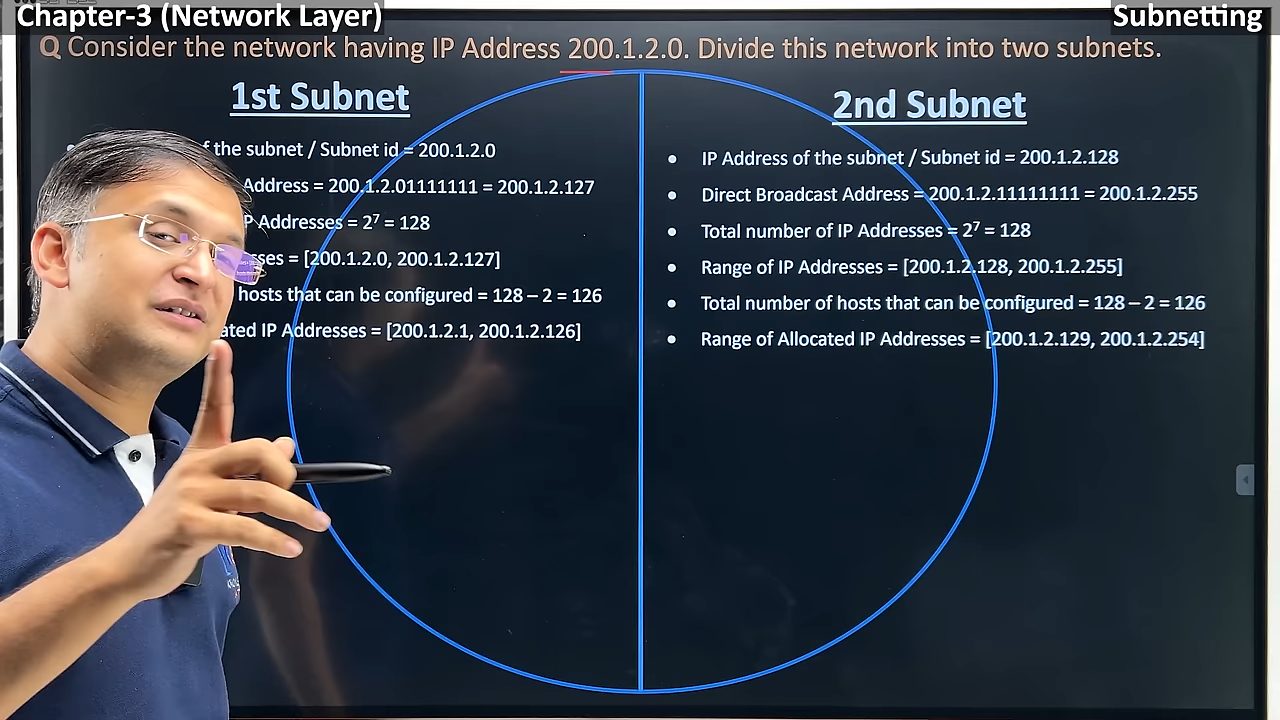 Chapter-3 (Network Layer)
Subnetting
Q Consider the network having IP Address 200.1.2.0. Divide this network into two subnets.
1st Subnet
of the subnet / Subnet id = 200.1.2.0
Address = 200.1.2.01111111 = 200.1.2.127
P Addresses = 2⁷ = 128
sses = [200.1.2.0, 200.1.2.127]
hosts that can be configured = 128 – 2 = 126
ated IP Addresses = [200.1.2.1, 200.1.2.126]
2nd Subnet
• IP Address of the subnet / Subnet id = 200.1.2.128
• Direct Broadcast Address = 200.1.2.11111111 = 200.1.2.255
• Total number of IP Addresses = 2⁷ = 128
• Range of IP Addresses = [200.1.2.128, 200.1.2.255]
• Total number of hosts that can be configured = 128 – 2 = 126
• Range of Allocated IP Addresses = [200.1.2.129, 200.1.2.254]